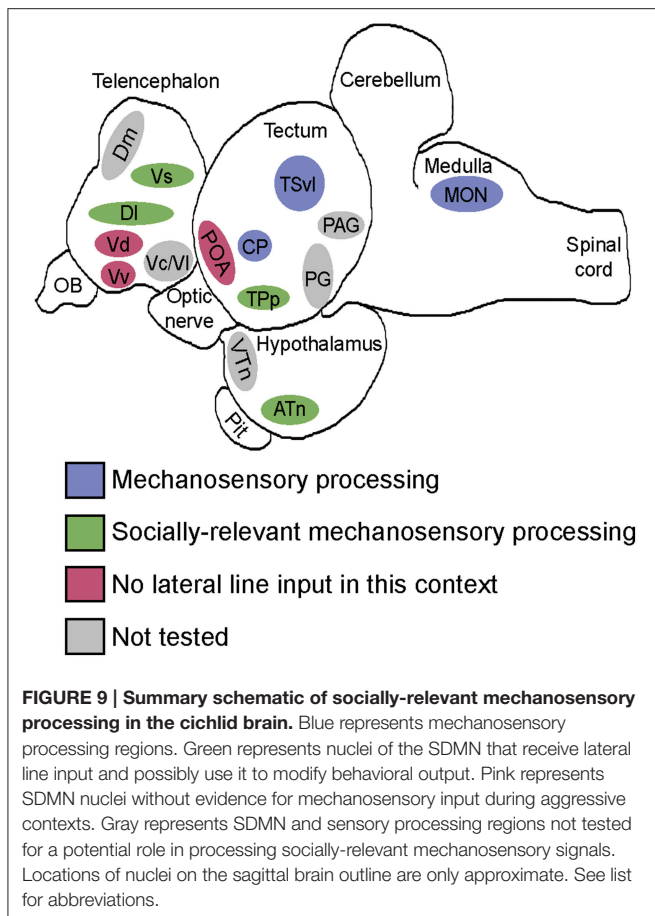 Telencephalon
Cerebellum
Tectum
Medulla
Dm
Vs
TSvl
MON
Dl
PAG
Vd
Vc/Vl
POA
CP
Vv
PG
Spinal
cord
OB
Optic
nerve
TPp
VTn
Hypothalamus
ATn
Pit
Mechanosensory processing
Socially-relevant mechanosensory processing
No lateral line input in this context
Not tested
FIGURE 9 | Summary schematic of socially-relevant mechanosensory
processing in the cichlid brain. Blue represents mechanosensory
processing regions. Green represents nuclei of the SDMN that receive lateral
line input and possibly use it to modify behavioral output. Pink represents
SDMN nuclei without evidence for mechanosensory input during aggressive
contexts. Gray represents SDMN and sensory processing regions not tested
for a potential role in processing socially-relevant mechanosensory signals.
Locations of nuclei on the sagittal brain outline are only approximate. See list
for abbreviations.